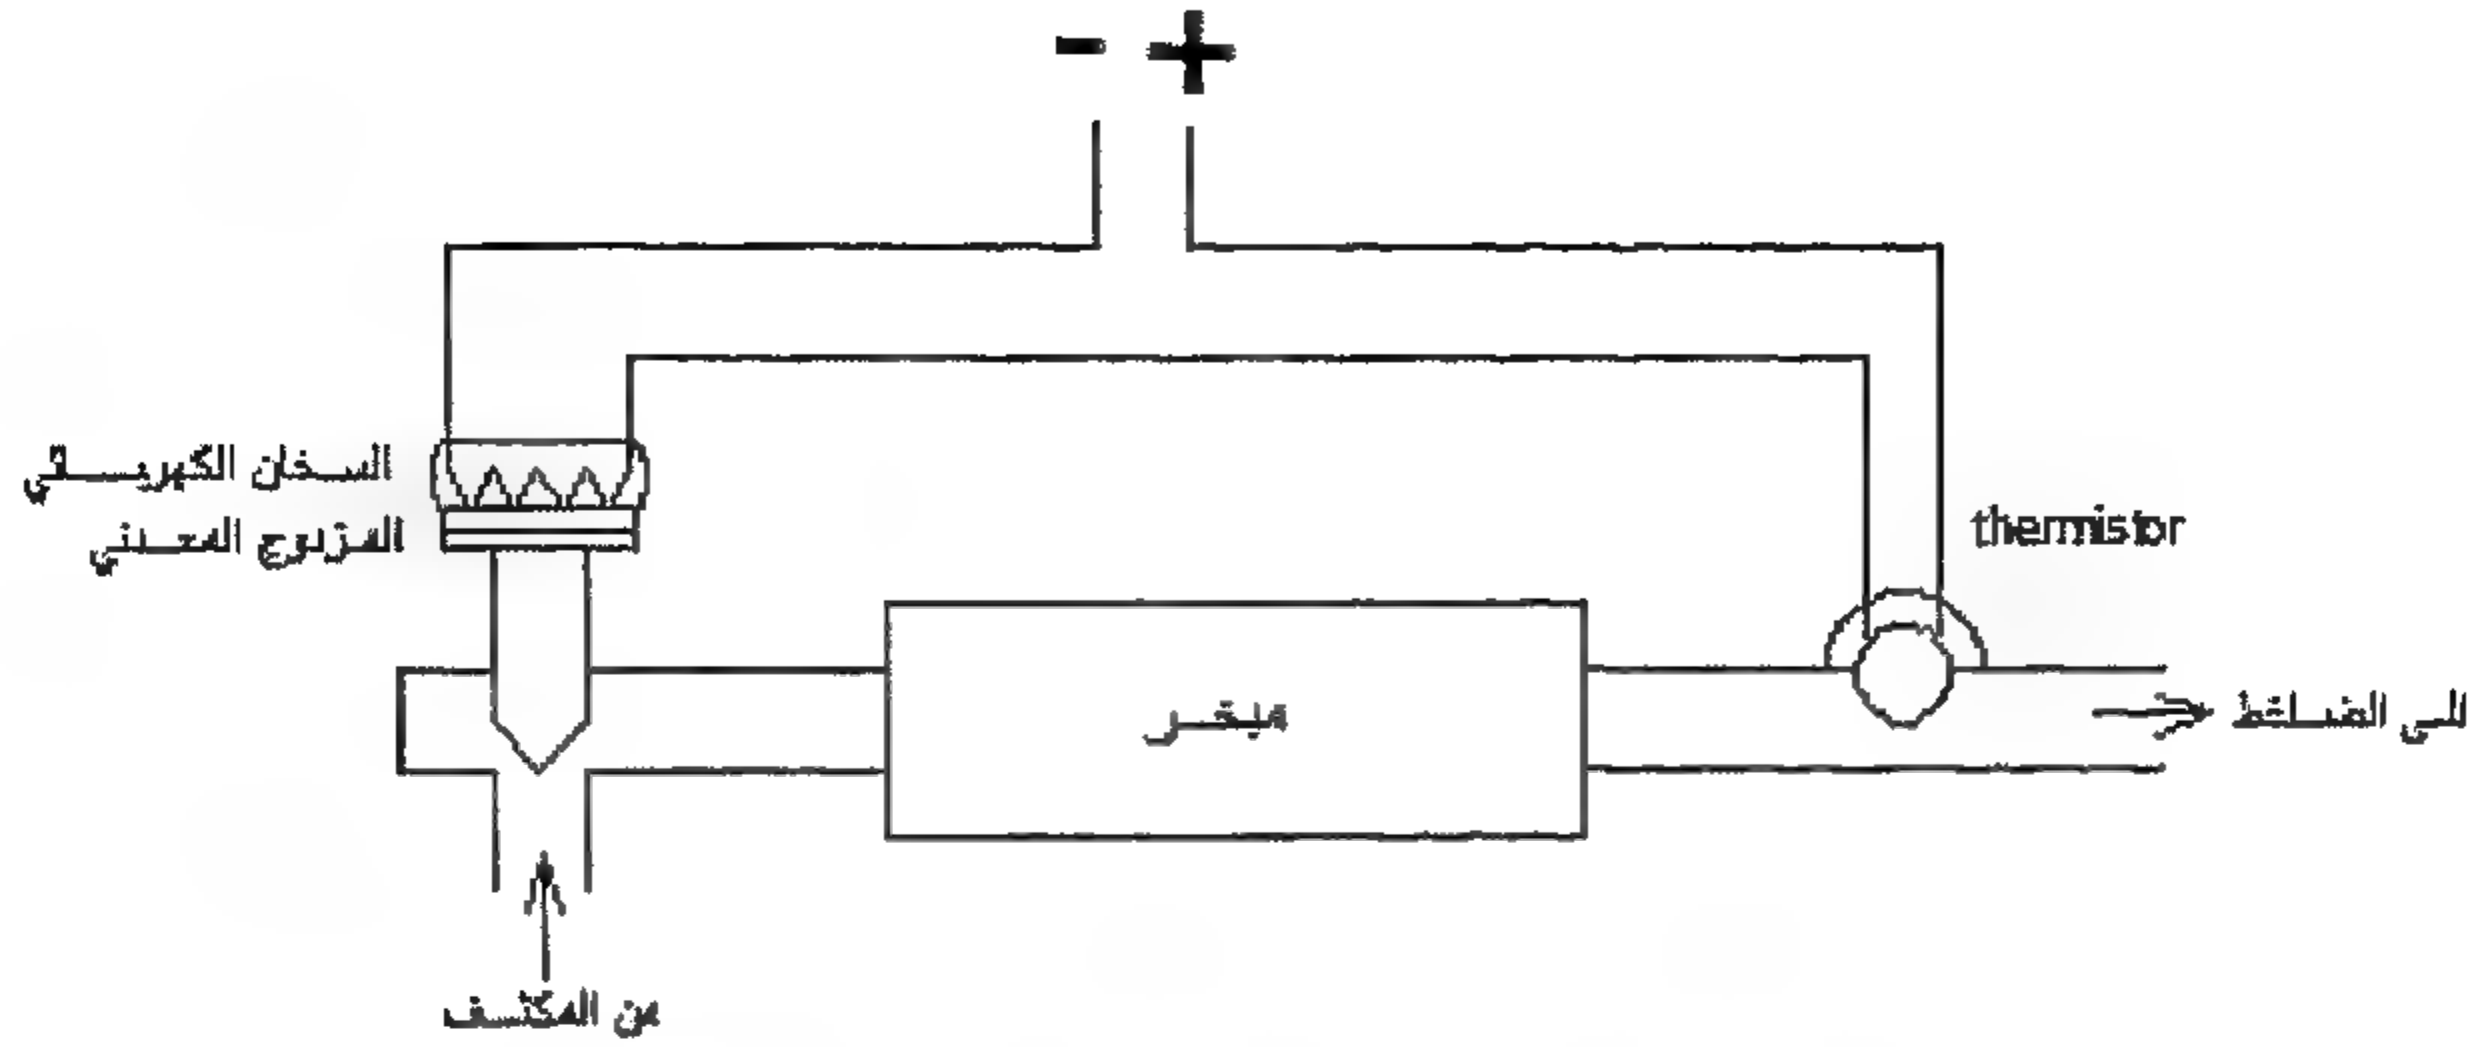 - +
السخان الكهربائي
المزدوج المعدني
thermistor
مبخر
إلى الضاغط
من المكثف